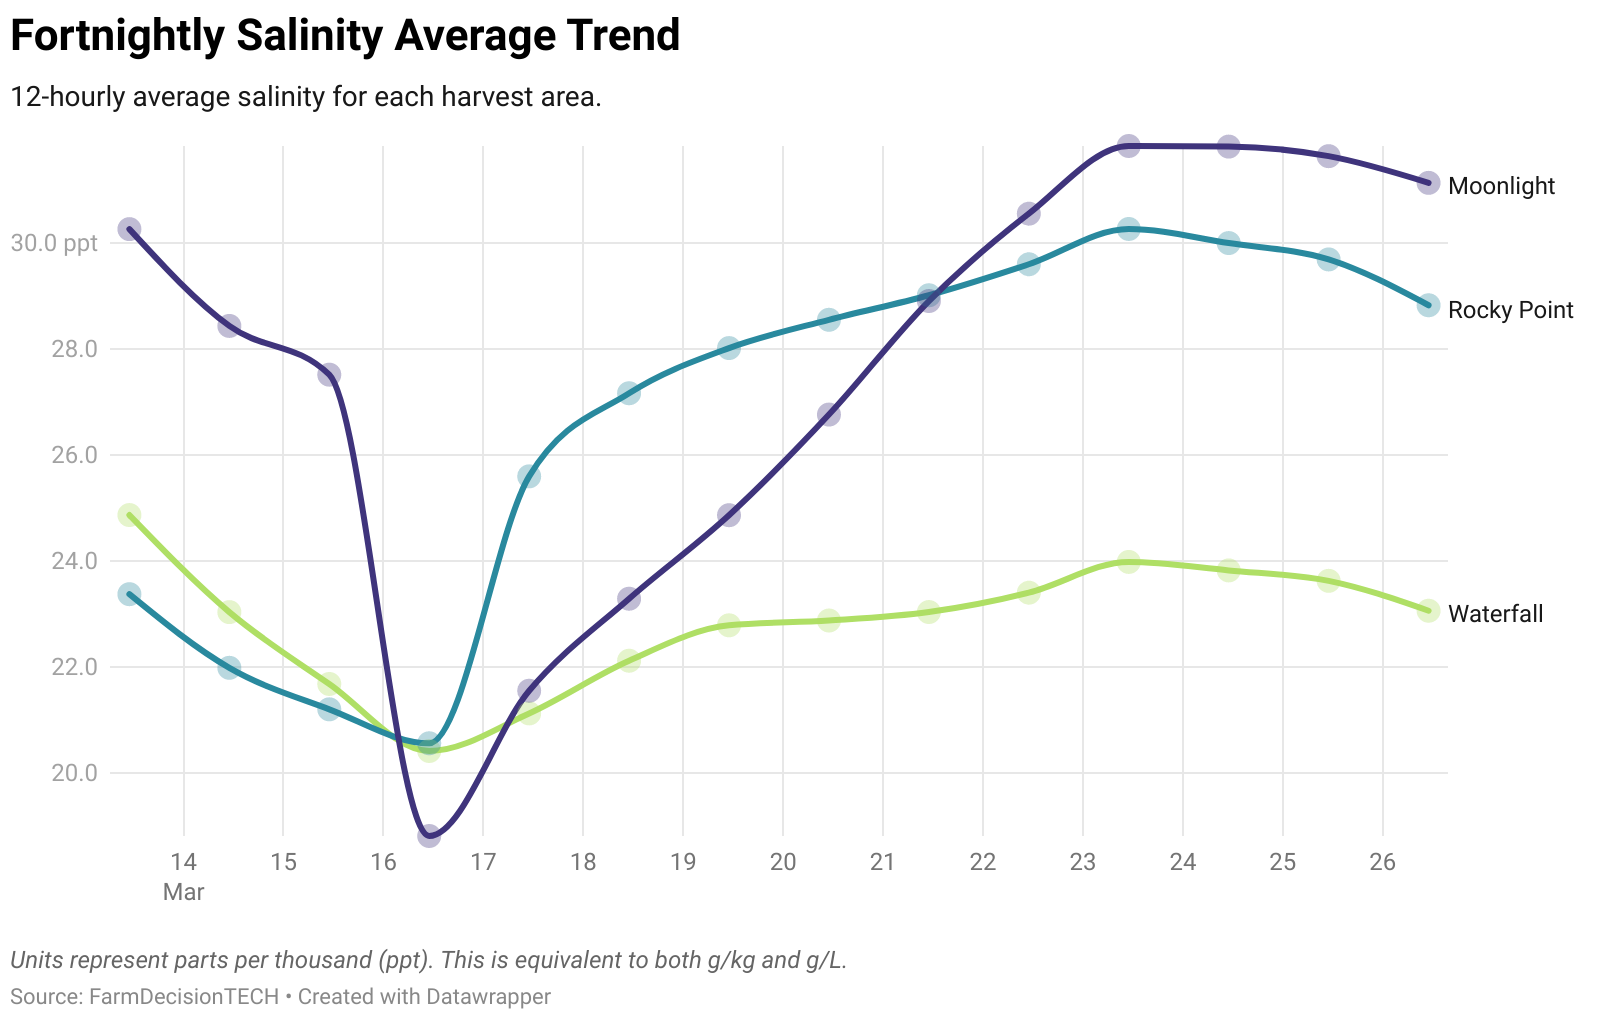 Fortnightly Salinity Average Trend
12-hourly average salinity for each harvest area.
Moonlight
30.0 ppt
Rocky Point
28.0
26.0
24.0
Waterfall
22.0
20.0
14 15 16 17 18 19 20 21 22 23 24 25 26
Mar
Units represent parts per thousand (ppt). This is equivalent to both g/kg and g/L.
Source: FarmDecisionTECH • Created with Datawrapper